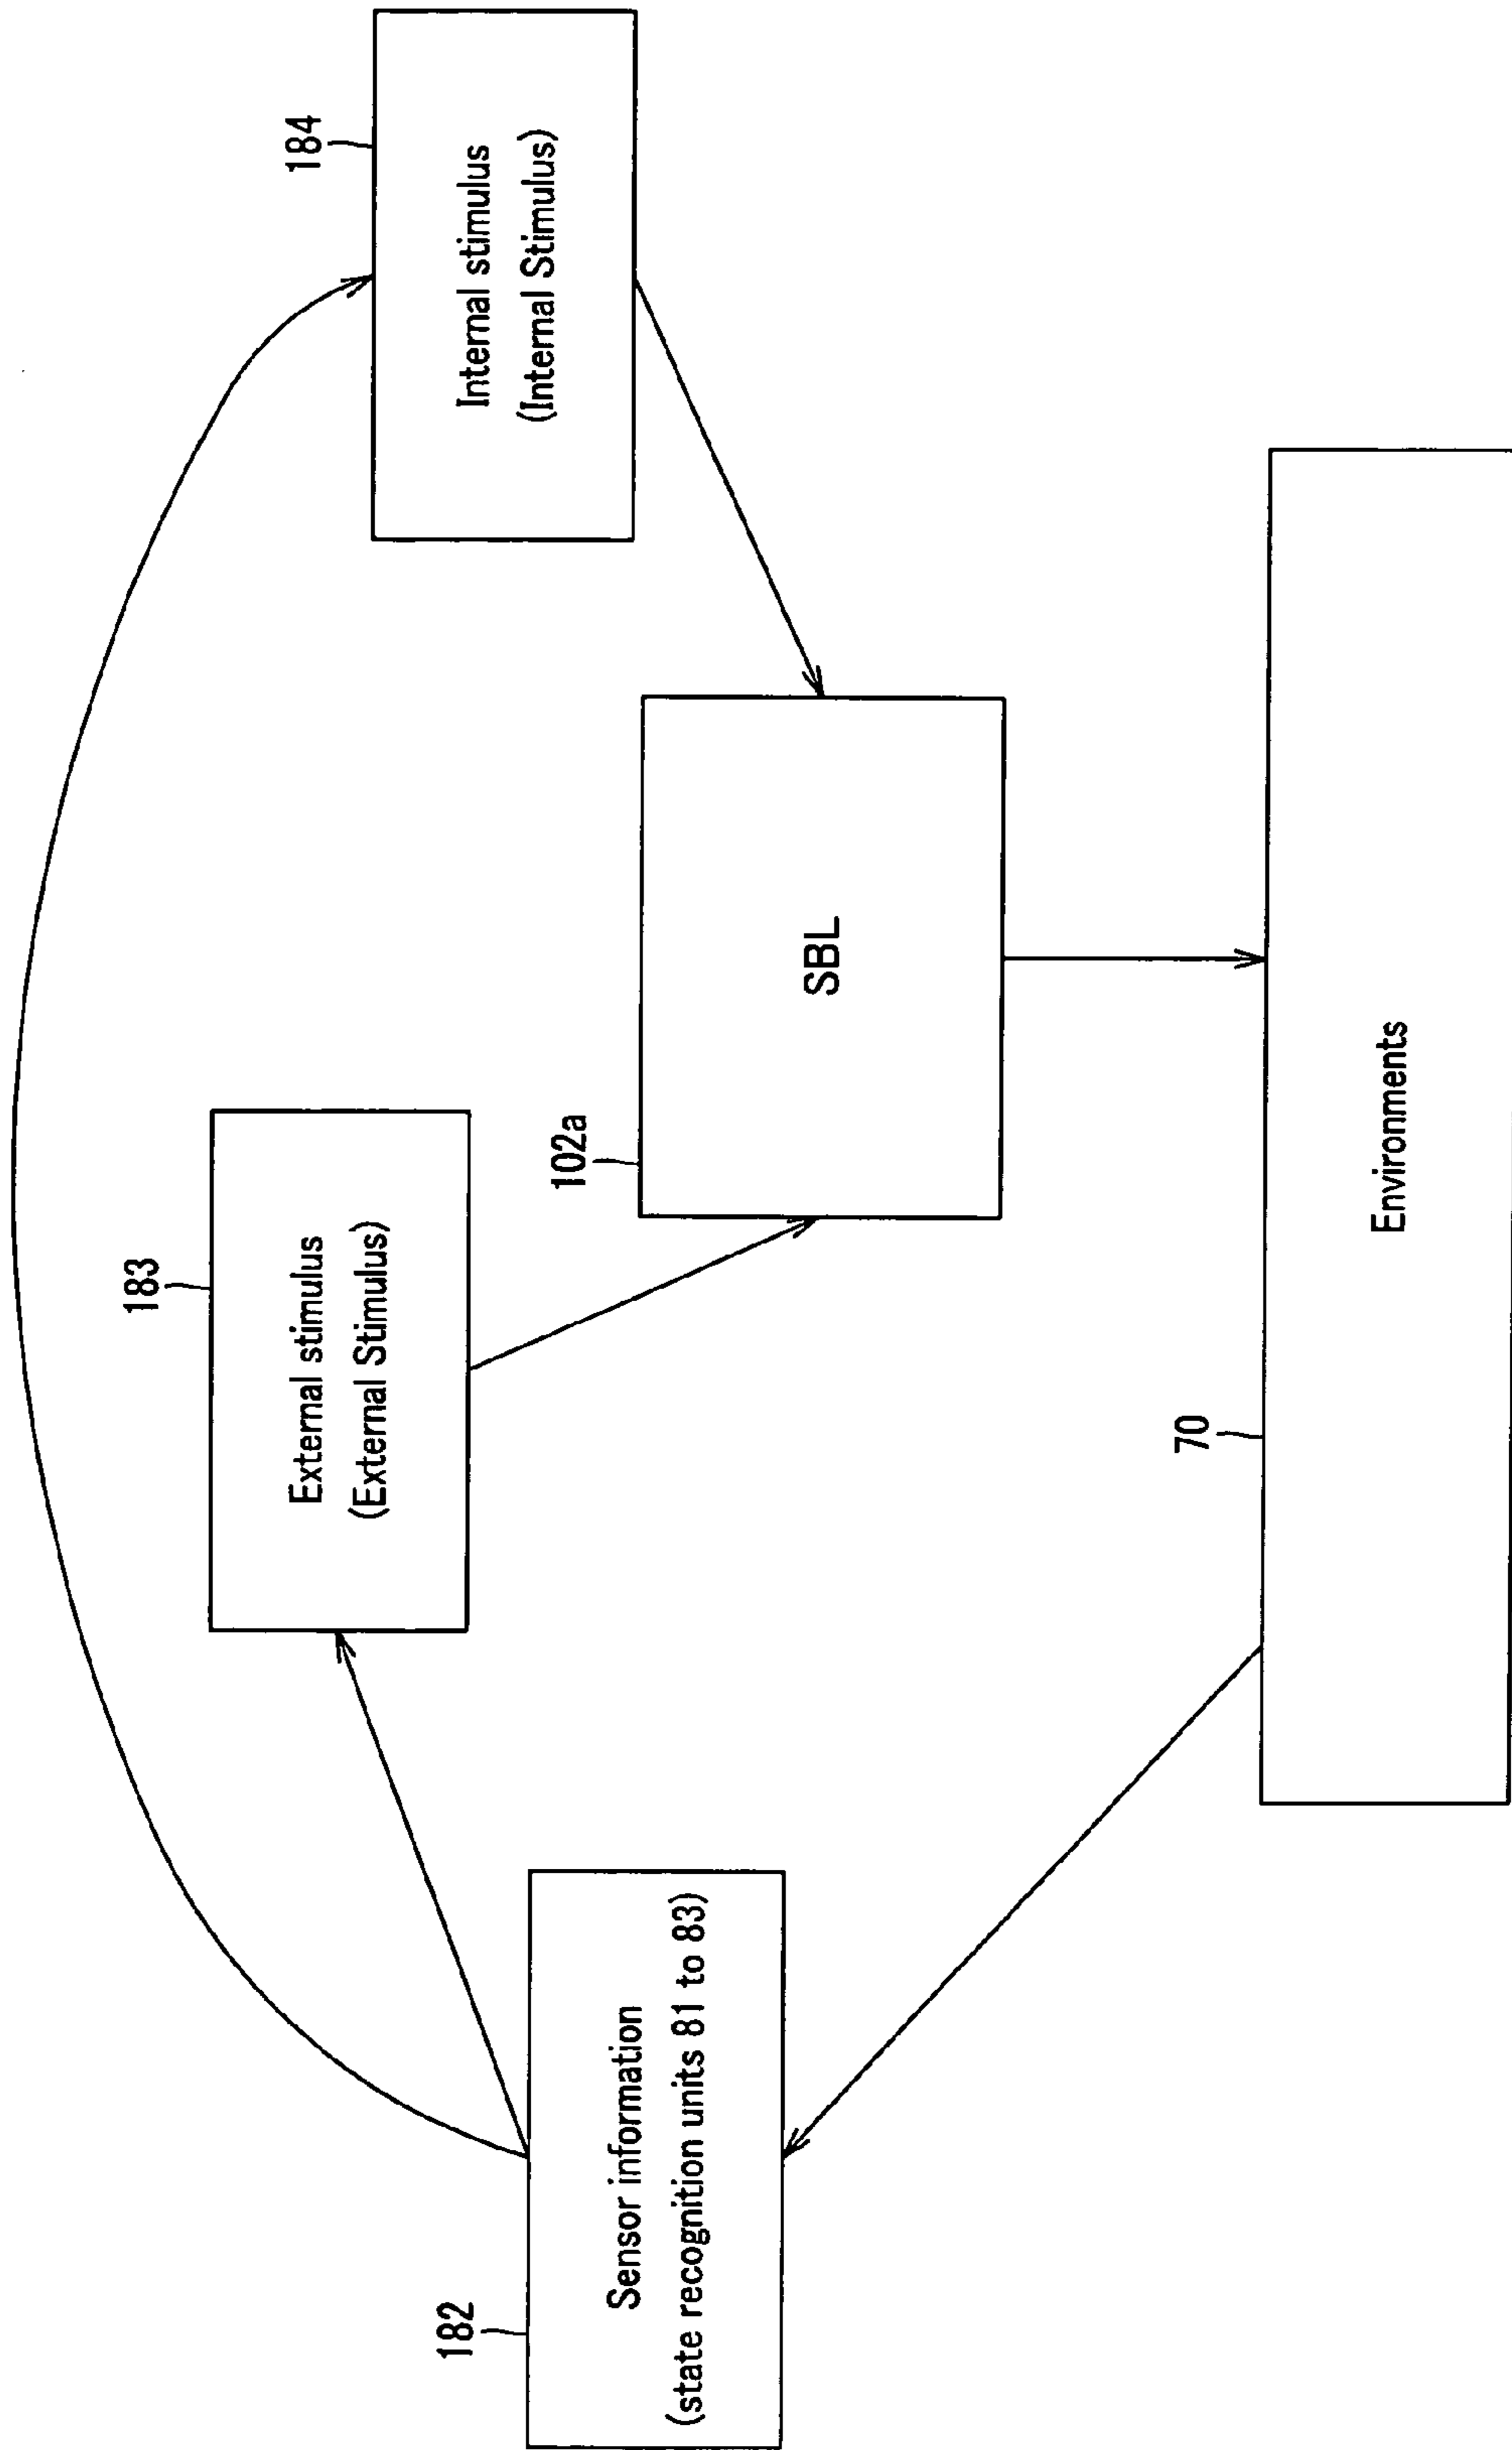 184
Internal stimulus
(Internal Stimulus)
183
External stimulus
(External Stimulus)
102a
SBL
182
Sensor information
(state recognition units 81 to 83)
70
Environments